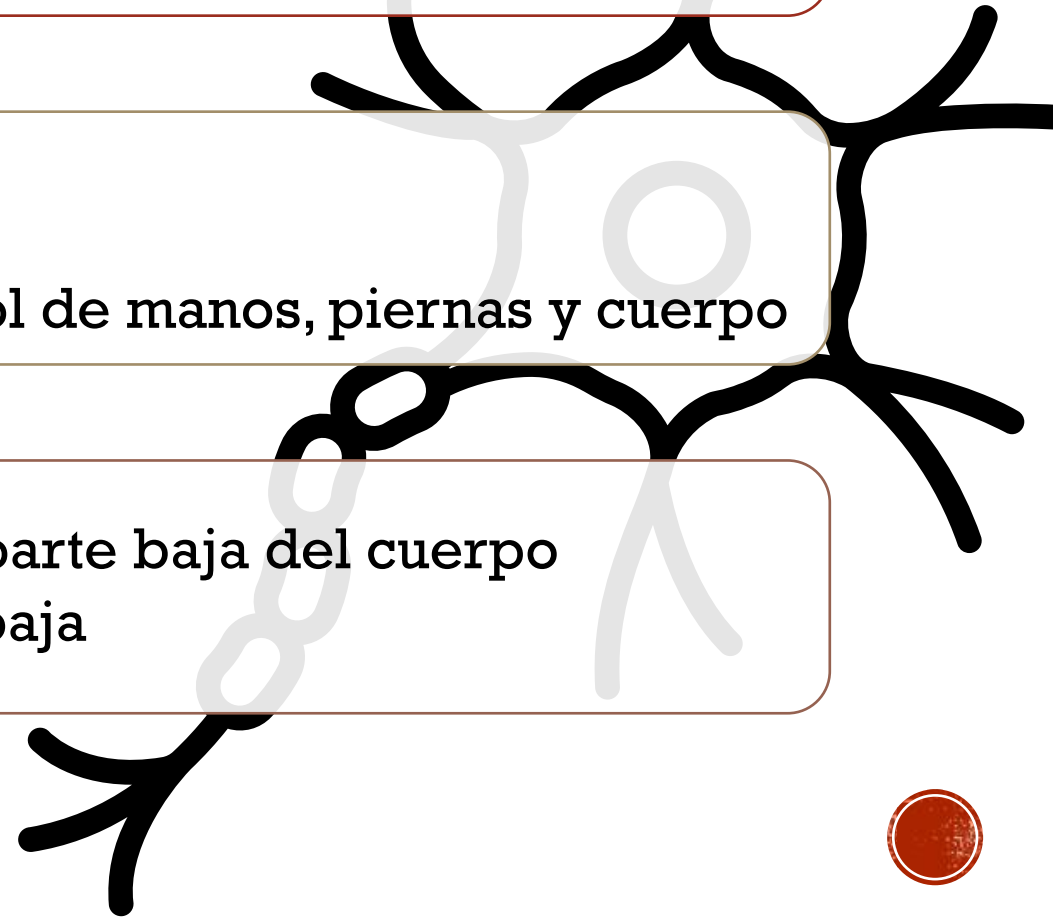 ol de manos, piernas y cuerpo
parte baja del cuerpo
baja